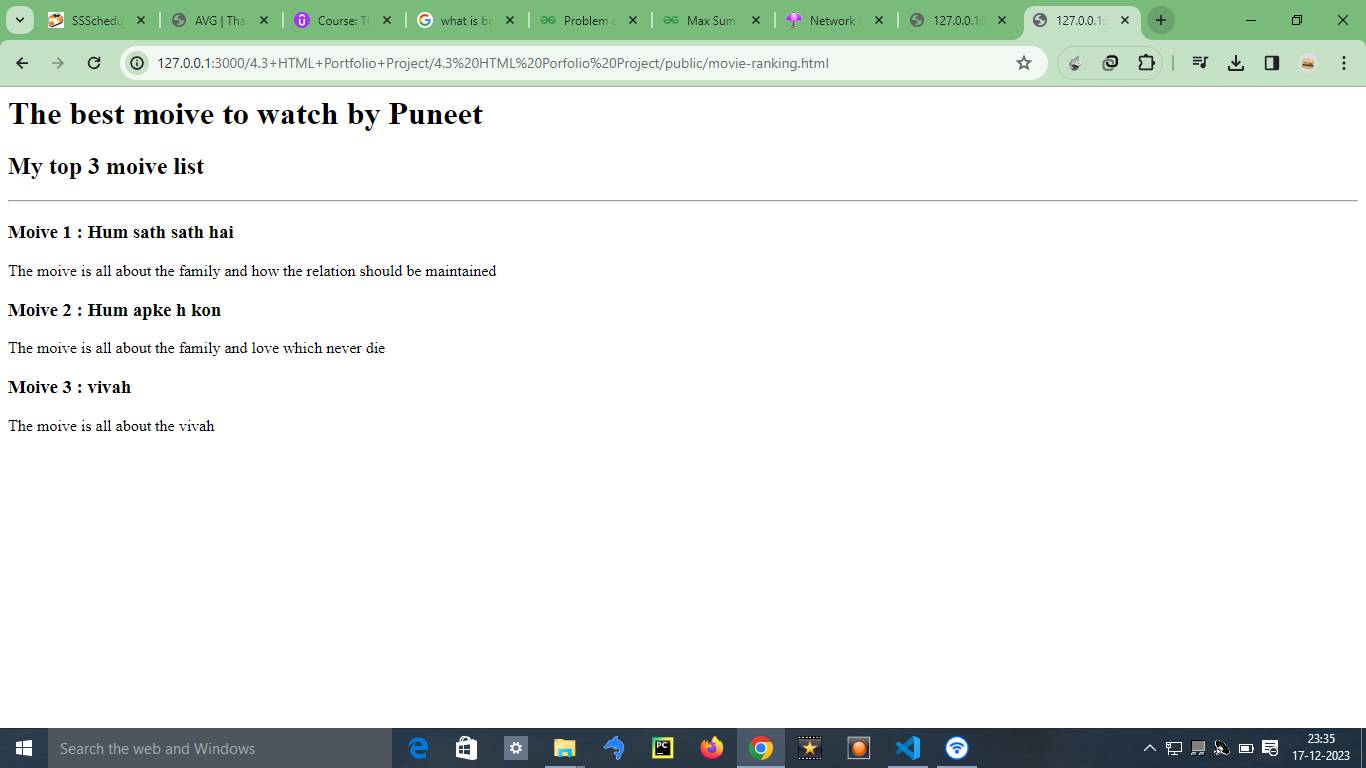 SSSchedu
AVG | Tha
Course: T
what is bo
Problem
Max Sum
Network
127.0.0.1:
127.0.0.1:
127.0.0.1:3000/4.3+HTML+Portfolio+Project/4.3%20HTML%20Porfolio%20Project/public/movie-ranking.html
The best moive to watch by Puneet
My top 3 moive list
Moive 1 : Hum sath sath hai
The moive is all about the family and how the relation should be maintained
Moive 2 : Hum apke h kon
The moive is all about the family and love which never die
Moive 3 : vivah
The moive is all about the vivah
Search the web and Windows
PC
23:35
17-12-2023